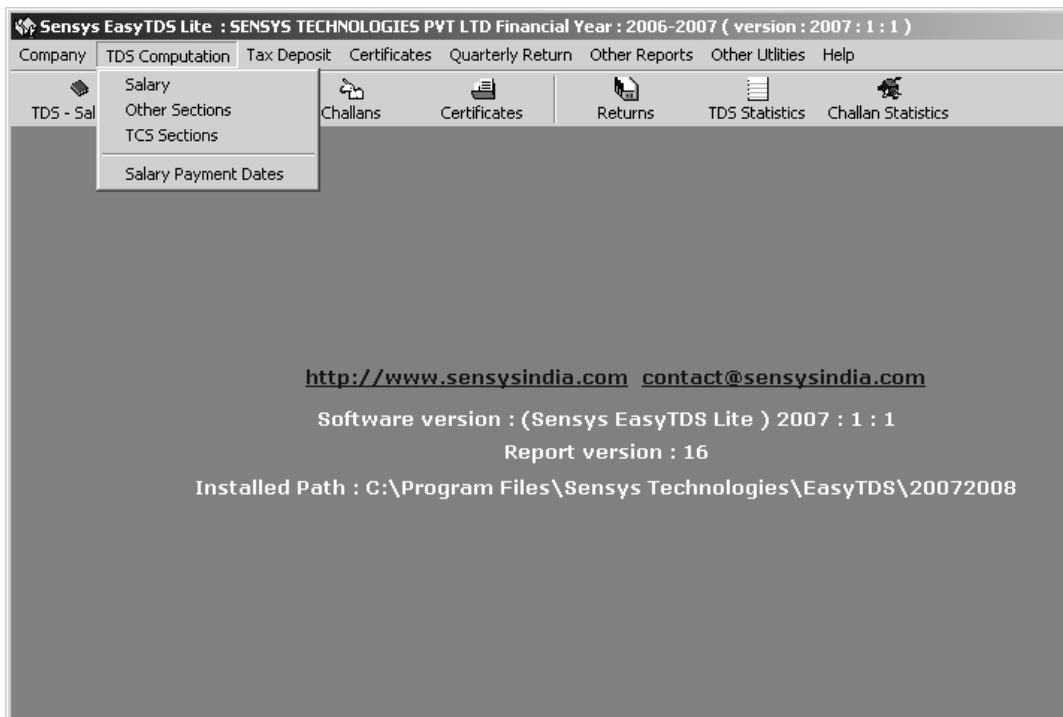 Sensys EasyTDS Lite : SENSYS TECHNOLOGIES PVT LTD Financial Year : 2006-2007 ( version : 2007 : 1 : 1 )
Company TDS Computation Tax Deposit Certificates Quarterly Return Other Reports Other Utlities Help
TDS - Sal Challans Certificates Returns TDS Statistics Challan Statistics
Salary
Other Sections
TCS Sections
Salary Payment Dates
http://www.sensysindia.com contact@sensysindia.com
Software version : (Sensys EasyTDS Lite ) 2007 : 1 : 1
Report version : 16
Installed Path : C:\Program Files\Sensys Technologies\EasyTDS\20072008